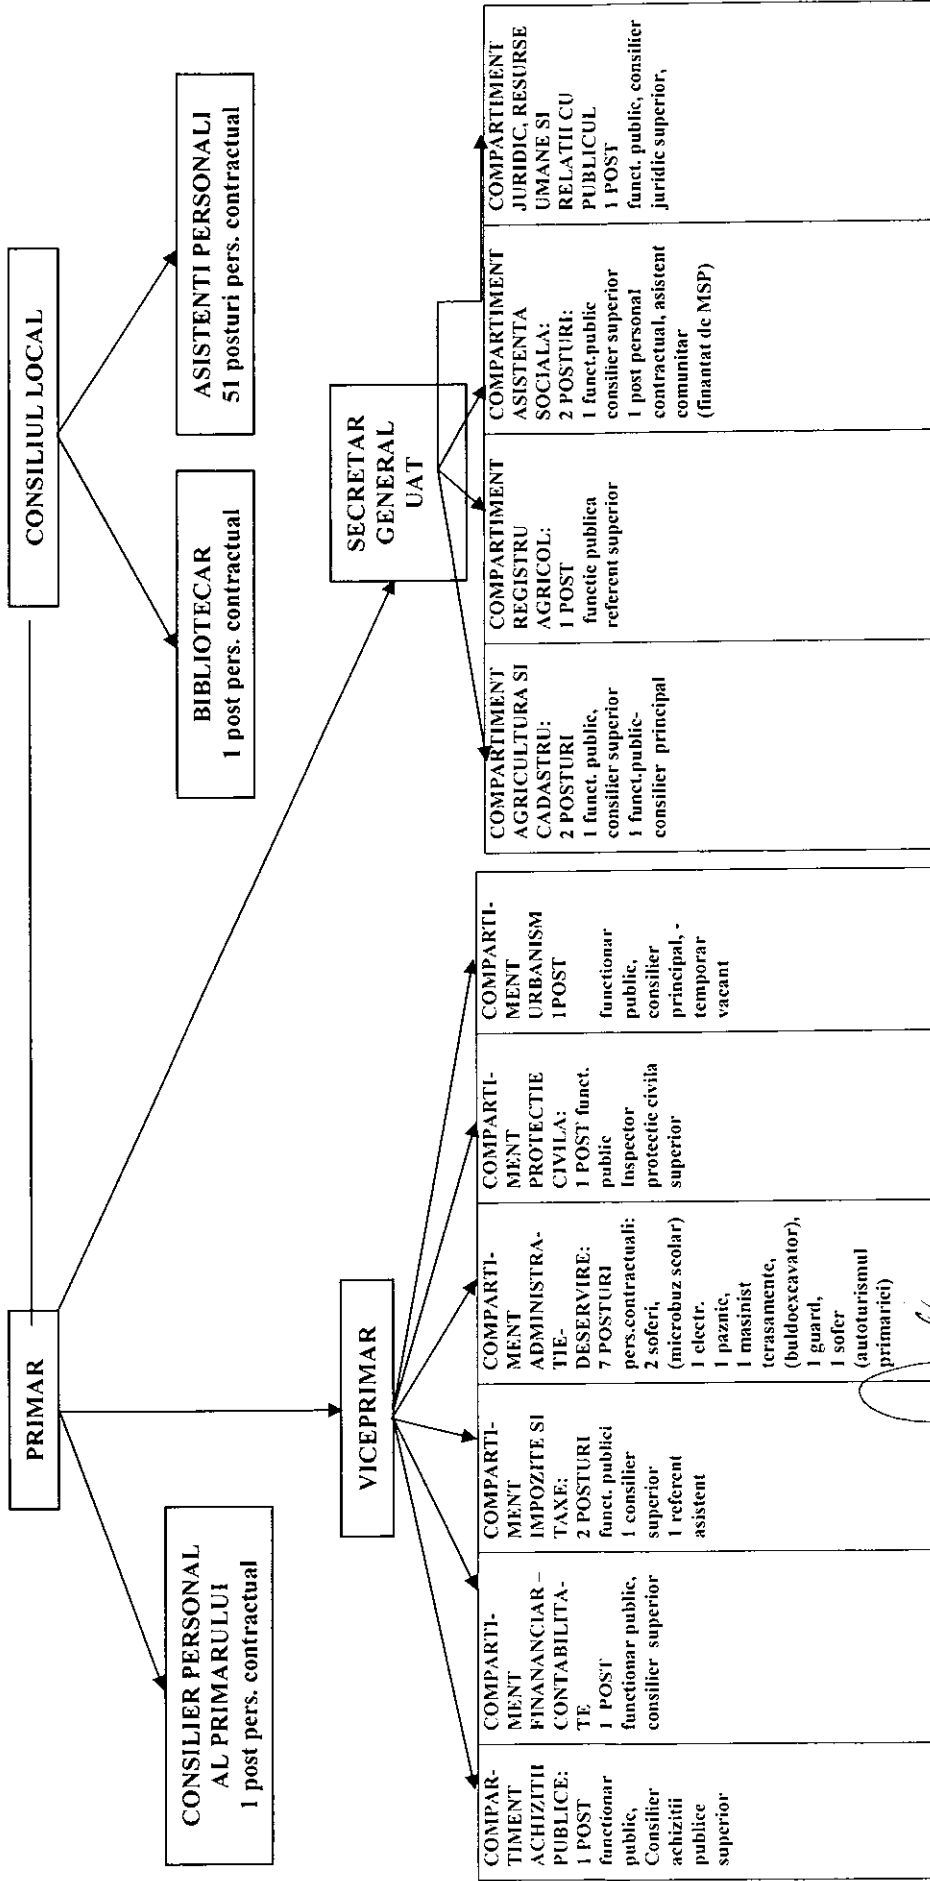 PRIMAR
CONSILIUL LOCAL
CONSILIER PERSONAL
AL PRIMARULUI
1 post pers. contractual
BIBLIOTECAR
1 post pers. contractual
ASISTENTI PERSONALI
51 posturi pers. contractual
VICEPRIMAR
SECRETAR
GENERAL
UAT
COMPAR-
TIMENT
ACHIZITII
PUBLICE:
1 POST
functionar
public,
Consilier
achizitii
publice
superior
COMPARTI-
MENT
FINANANCIAR –
CONTABILITA-
TE
1 POST
functionar public,
consilier superior
COMPARTI-
MENT
IMPOZITE SI
TAXE:
2 POSTURI
funct. publici
1 consilier
superior
1 referent
asistent
COMPARTI-
MENT
ADMINISTRA-
TIE-
DESERVIRE:
7 POSTURI
pers.contractuali:
2 soferi,
(microbuz scolar)
1 electr.
1 paznic,
1 masinist
terasamente,
(buldoexcavator),
1 guard,
1 sofer
(autoturismul
primariei)
COMPARTI-
MENT
PROTECTIE
CIVILA:
1 POST funct.
public
Inspector
protectie civila
superior
COMPARTI-
MENT
URBANISM
1POST
functionar
public,
consilier
principal, -
temporar
vacant
COMPARTIMENT
AGRICULTURA SI
CADASTRU:
2 POSTURI
1 funct. public,
consilier superior
1 funct.public-
consilier principal
COMPARTIMENT
REGISTRU
AGRICOL:
1 POST
functie publica
referent superior
COMPARTIMENT
ASISTENTA
SOCIALA:
2 POSTURI:
1 funct.public
consilier superior
1 post personal
contractual, asistent
comunitar
(finantat de MSP)
COMPARTIMENT
JURIDIC, RESURSE
UMANE SI
RELATII CU
PUBLICUL
1 POST
funct. public, consilier
juridic superior,